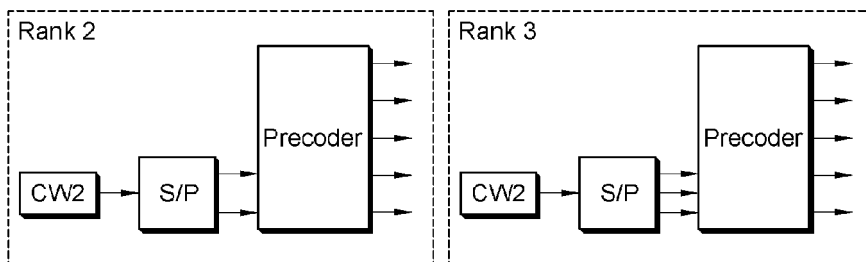 Rank 2
Precoder
CW2
S/P
Rank 3
Precoder
CW2
S/P